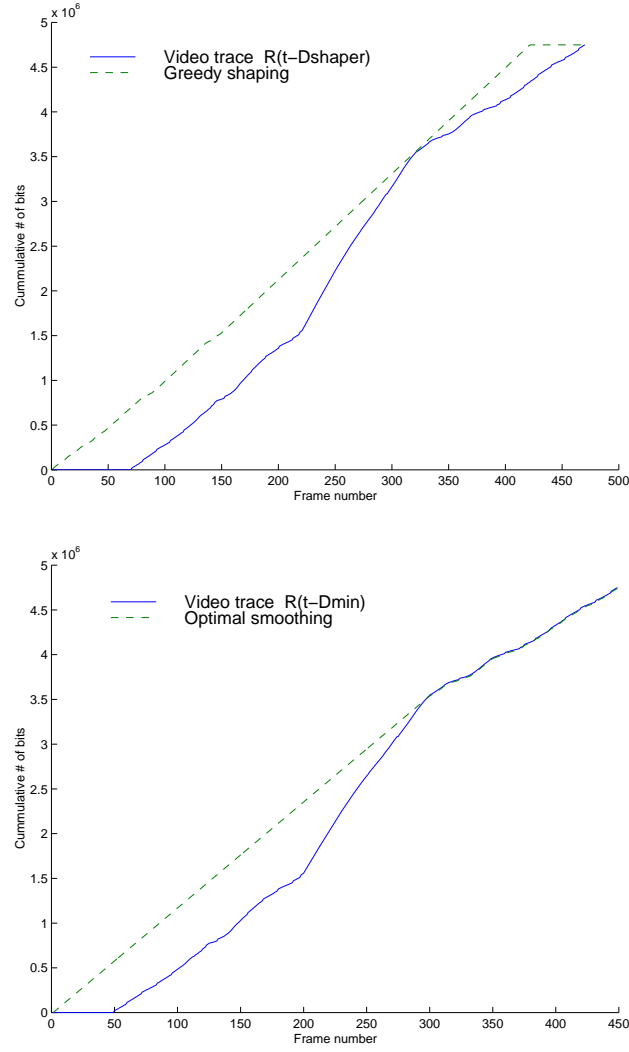 x 10^6
5
4.5
4
3.5
3
2.5
2
1.5
1
0.5
0
Cummulative # of bits
Video trace R(t−Dshaper)
Greedy shaping
0 50 100 150 200 250 300 350 400 450 500
Frame number
x 10^6
5
4.5
4
3.5
3
2.5
2
1.5
1
0.5
0
Cummulative # of bits
Video trace R(t−Dmin)
Optimal smoothing
0 50 100 150 200 250 300 350 400 450
Frame number